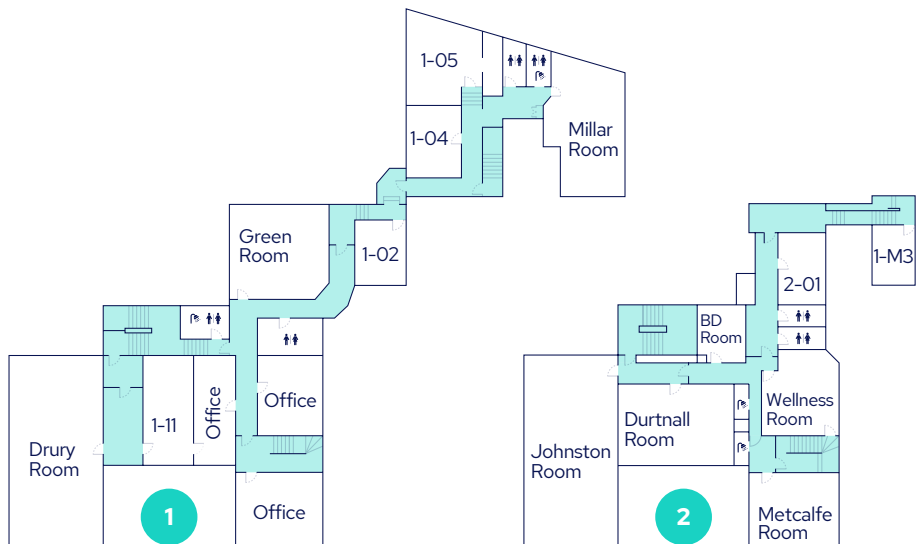 1-05
1-04
Millar
Room
Green
Room
1-02
1-11
Office
Office
Drury
Room
1
Office
1-M3
2-01
BD
Room
Wellness
Room
Durtnall
Room
Johnston
Room
2
Metcalfe
Room